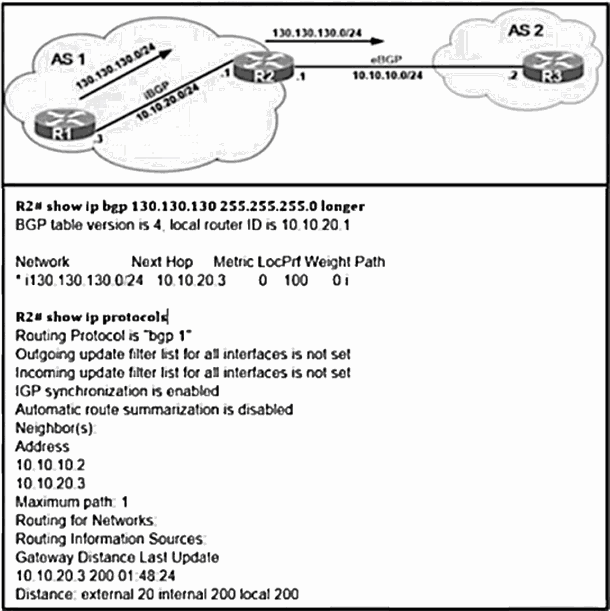 130.130.130.0/24
AS 2
AS 1
130.130.130.0/24
eBGP
.1
R2
.1
10.10.10.0/24
.2
R3
iBGP
10.10.20.0/24
R1
.3
R2# show ip bgp 130.130.130 255.255.255.0 longer
BGP table version is 4, local router ID is 10.10.20.1
Network Next Hop Metric LocPrf Weight Path
* i130.130.130.0/24 10.10.20.3 0 100 0 i
R2# show ip protocols
Routing Protocol is "bgp 1"
Outgoing update filter list for all interfaces is not set
Incoming update filter list for all interfaces is not set
IGP synchronization is enabled
Automatic route summarization is disabled
Neighbor(s):
Address
10.10.10.2
10.10.20.3
Maximum path: 1
Routing for Networks:
Routing Information Sources:
Gateway Distance Last Update
10.10.20.3 200 01:48:24
Distance: external 20 internal 200 local 200